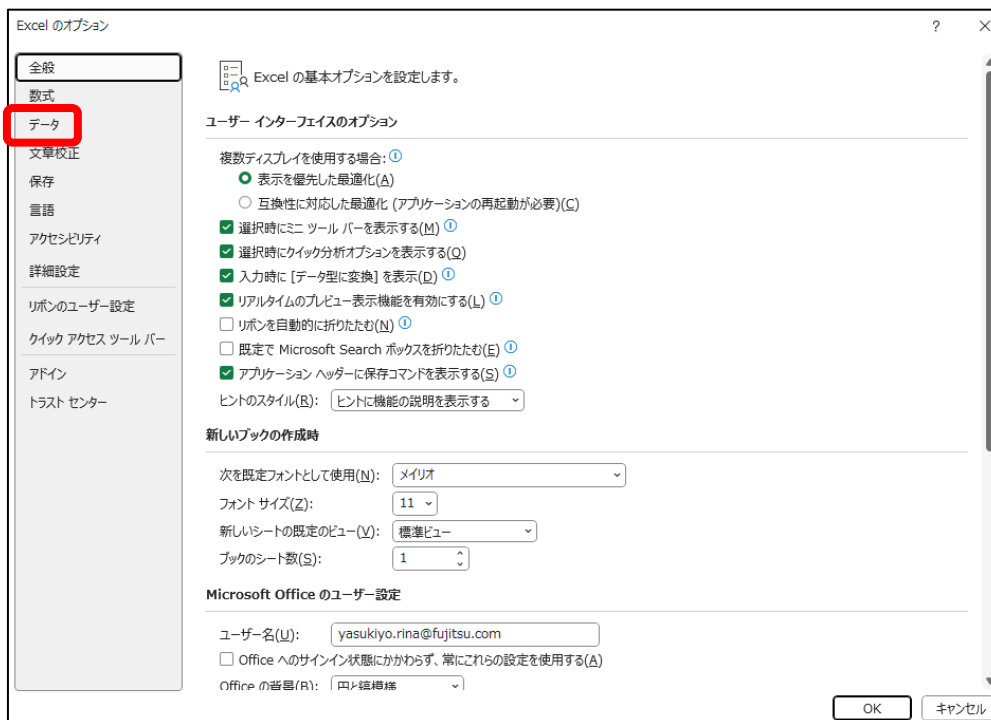 Excel のオプション
?
全般
数式
データ
文章校正
保存
言語
アクセシビリティ
詳細設定
リボンのユーザー設定
クイック アクセス ツール バー
アドイン
トラスト センター
Excel の基本オプションを設定します。
ユーザー インターフェイスのオプション
複数ディスプレイを使用する場合:
表示を優先した最適化(A)
互換性に対応した最適化 (アプリケーションの再起動が必要)(C)
選択時にミニ ツール バーを表示する(M)
選択時にクイック分析オプションを表示する(Q)
入力時に [データ型に変換] を表示(D)
リアルタイムのプレビュー表示機能を有効にする(L)
リボンを自動的に折りたたむ(N)
既定で Microsoft Search ボックスを折りたたむ(E)
アプリケーション ヘッダーに保存コマンドを表示する(S)
ヒントのスタイル(R): ヒントに機能の説明を表示する
新しいブックの作成時
次を既定フォントとして使用(N): メイリオ
フォント サイズ(Z): 11
新しいシートの既定のビュー(V): 標準ビュー
ブックのシート数(S): 1
Microsoft Office のユーザー設定
ユーザー名(U): yasukiyo.rina@fujitsu.com
Office へのサインイン状態にかかわらず、常にこれらの設定を使用する(A)
Office の背景(B): 円と縞模様
OK
キャンセル